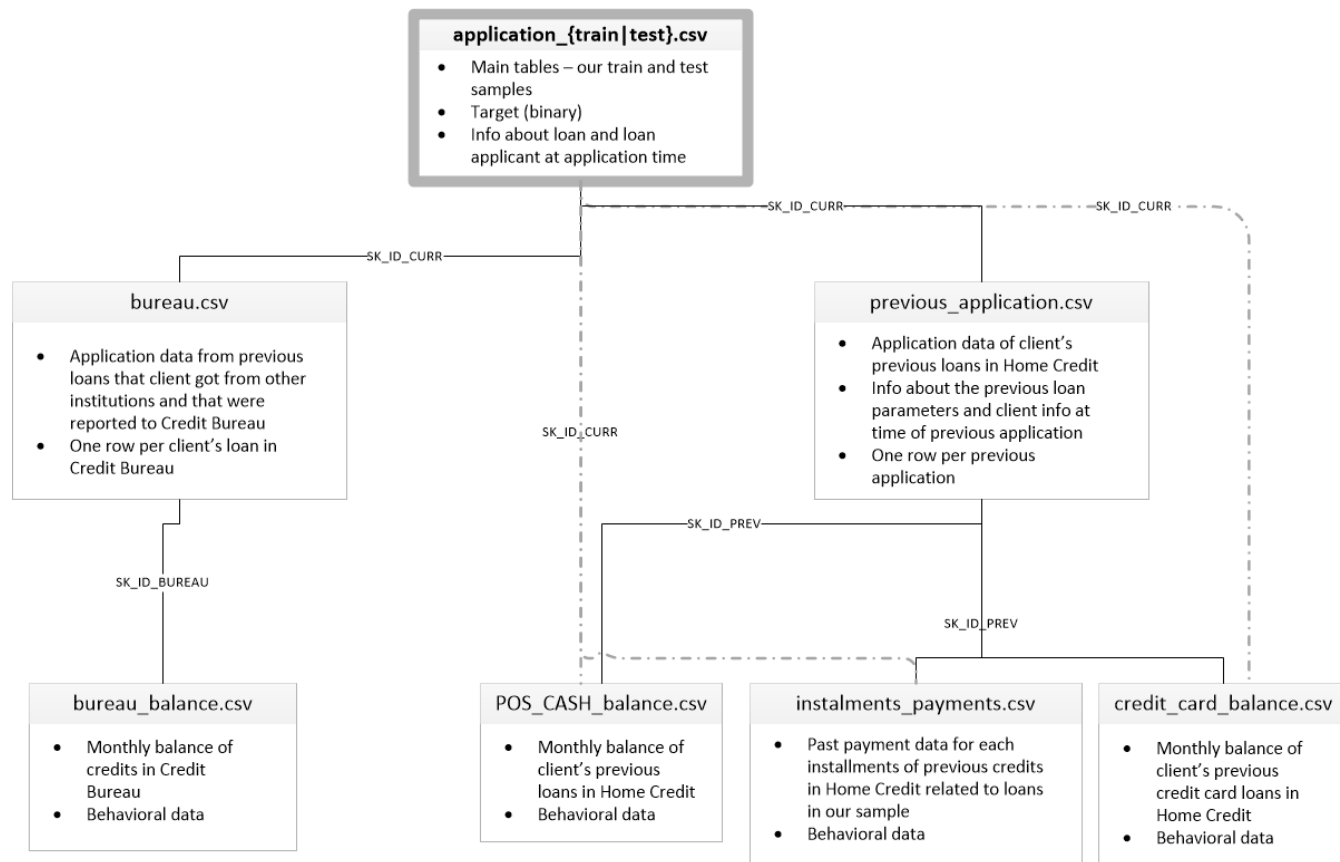 application_{train|test}.csv
• Main tables – our train and test
samples
• Target (binary)
• Info about loan and loan
applicant at application time
SK_ID_CURR
SK_ID_CURR
SK_ID_CURR
bureau.csv
• Application data from previous
loans that client got from other
institutions and that were
reported to Credit Bureau
• One row per client's loan in
Credit Bureau
previous_application.csv
• Application data of client's
previous loans in Home Credit
• Info about the previous loan
parameters and client info at
time of previous application
• One row per previous
application
SK_ID_CURR
SK_ID_PREV
SK_ID_BUREAU
SK_ID_PREV
bureau_balance.csv
• Monthly balance of
credits in Credit
Bureau
• Behavioral data
POS_CASH_balance.csv
• Monthly balance of
client's previous
loans in Home Credit
• Behavioral data
instalments_payments.csv
• Past payment data for each
installments of previous credits
in Home Credit related to loans
in our sample
• Behavioral data
credit_card_balance.csv
• Monthly balance of
client's previous
credit card loans in
Home Credit
• Behavioral data